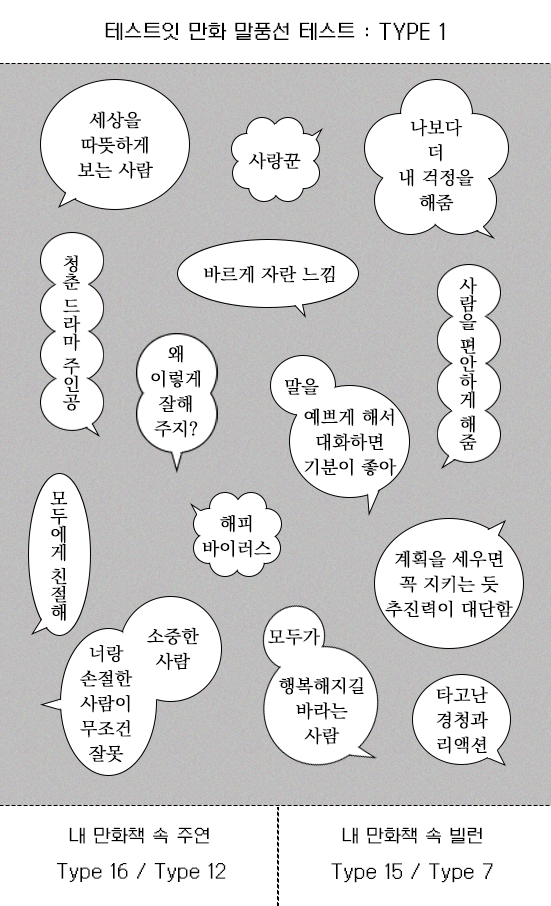 테스트잇 만화 말풍선 테스트 : TYPE 1
세상을
따뜻하게
보는 사람
사랑꾼
나보다
더
내 걱정을
해줌
청춘 드라마 주인공
바르게 자란 느낌
사람을 편안하게 해줌
왜
이렇게
잘해
주지?
말을
예쁘게 해서
대화하면
기분이 좋아
모두에게 친절해
해피
바이러스
계획을 세우면
꼭 지키는 듯
추진력이 대단함
소중한
사람
너랑
손절한
사람이
무조건
잘못
모두가
행복해지길
바라는
사람
타고난
경청과
리액션
내 만화책 속 주연
Type 16 / Type 12
내 만화책 속 빌런
Type 15 / Type 7